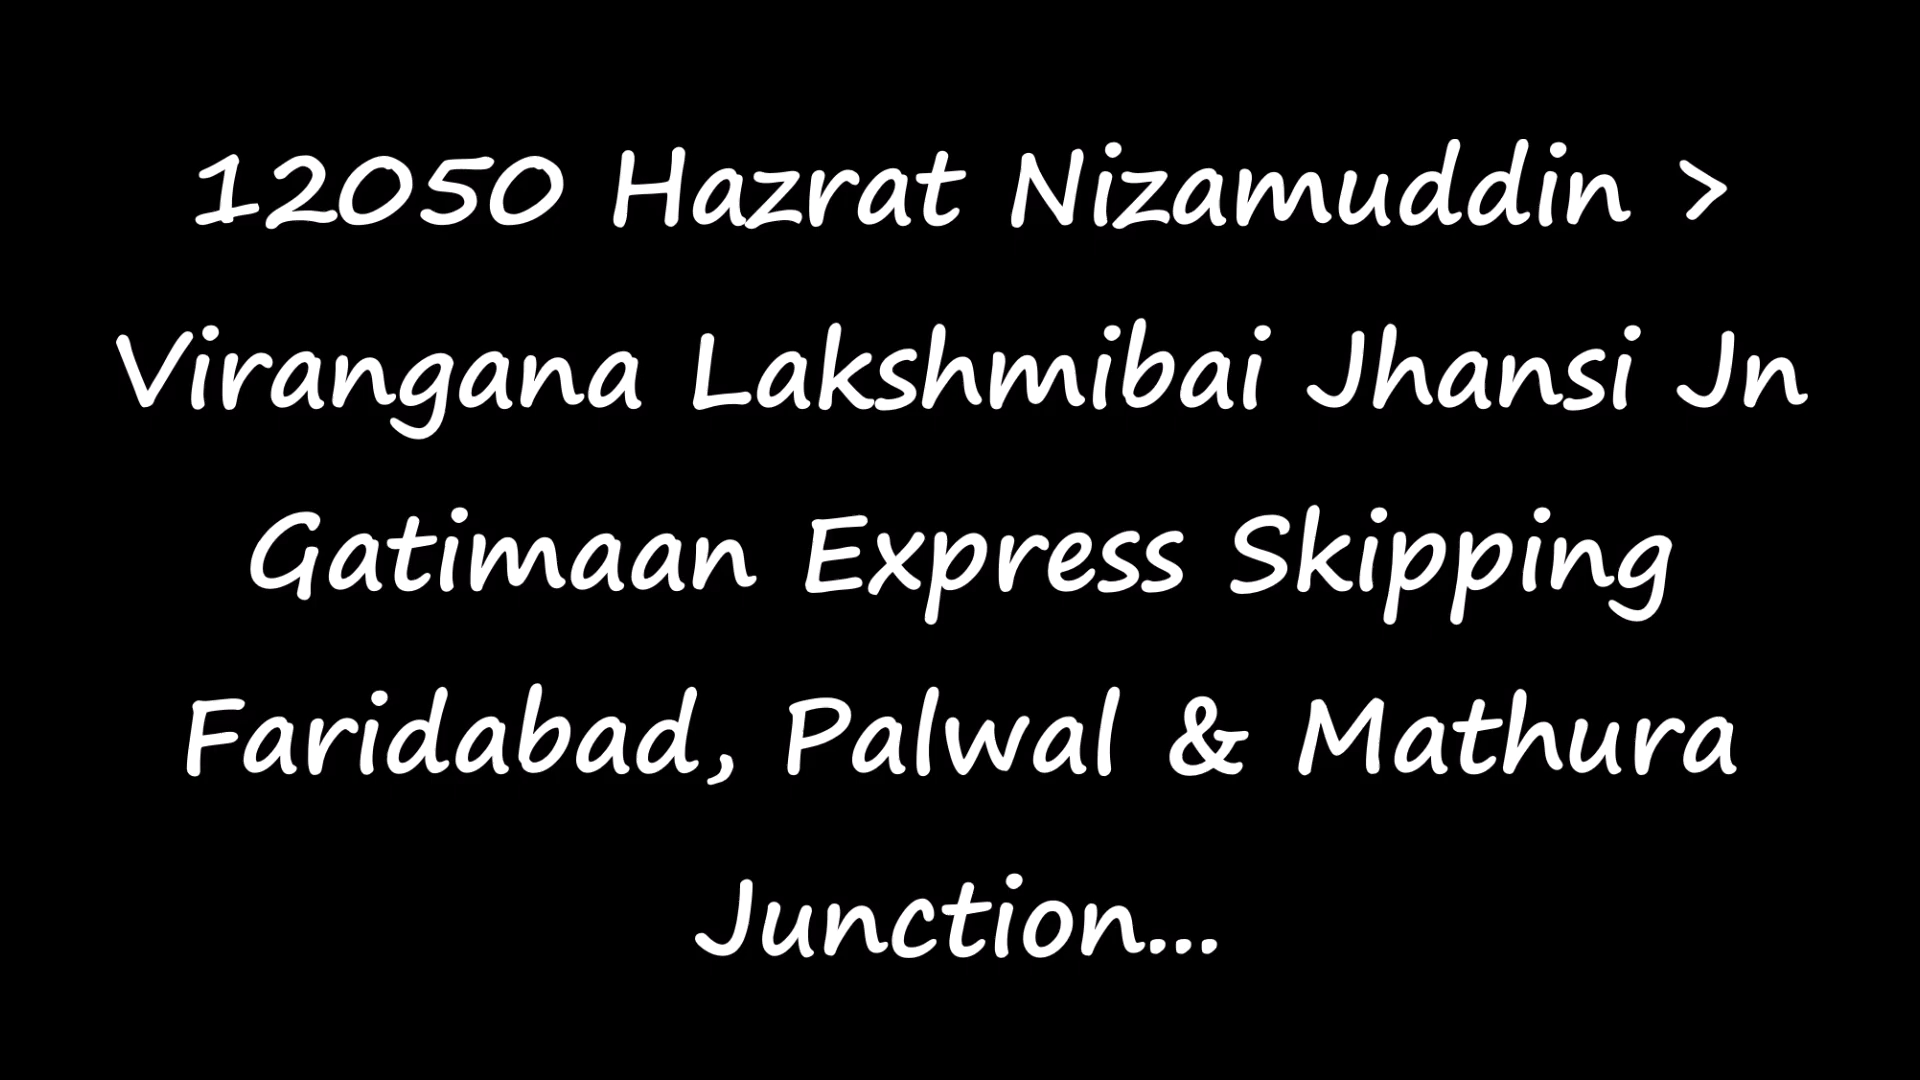 12050 Hazrat Nizamuddin >
Virangana Lakshmibai Jhansi Jn
Gatimaan Express Skipping
Faridabad, Palwal & Mathura
Junction...